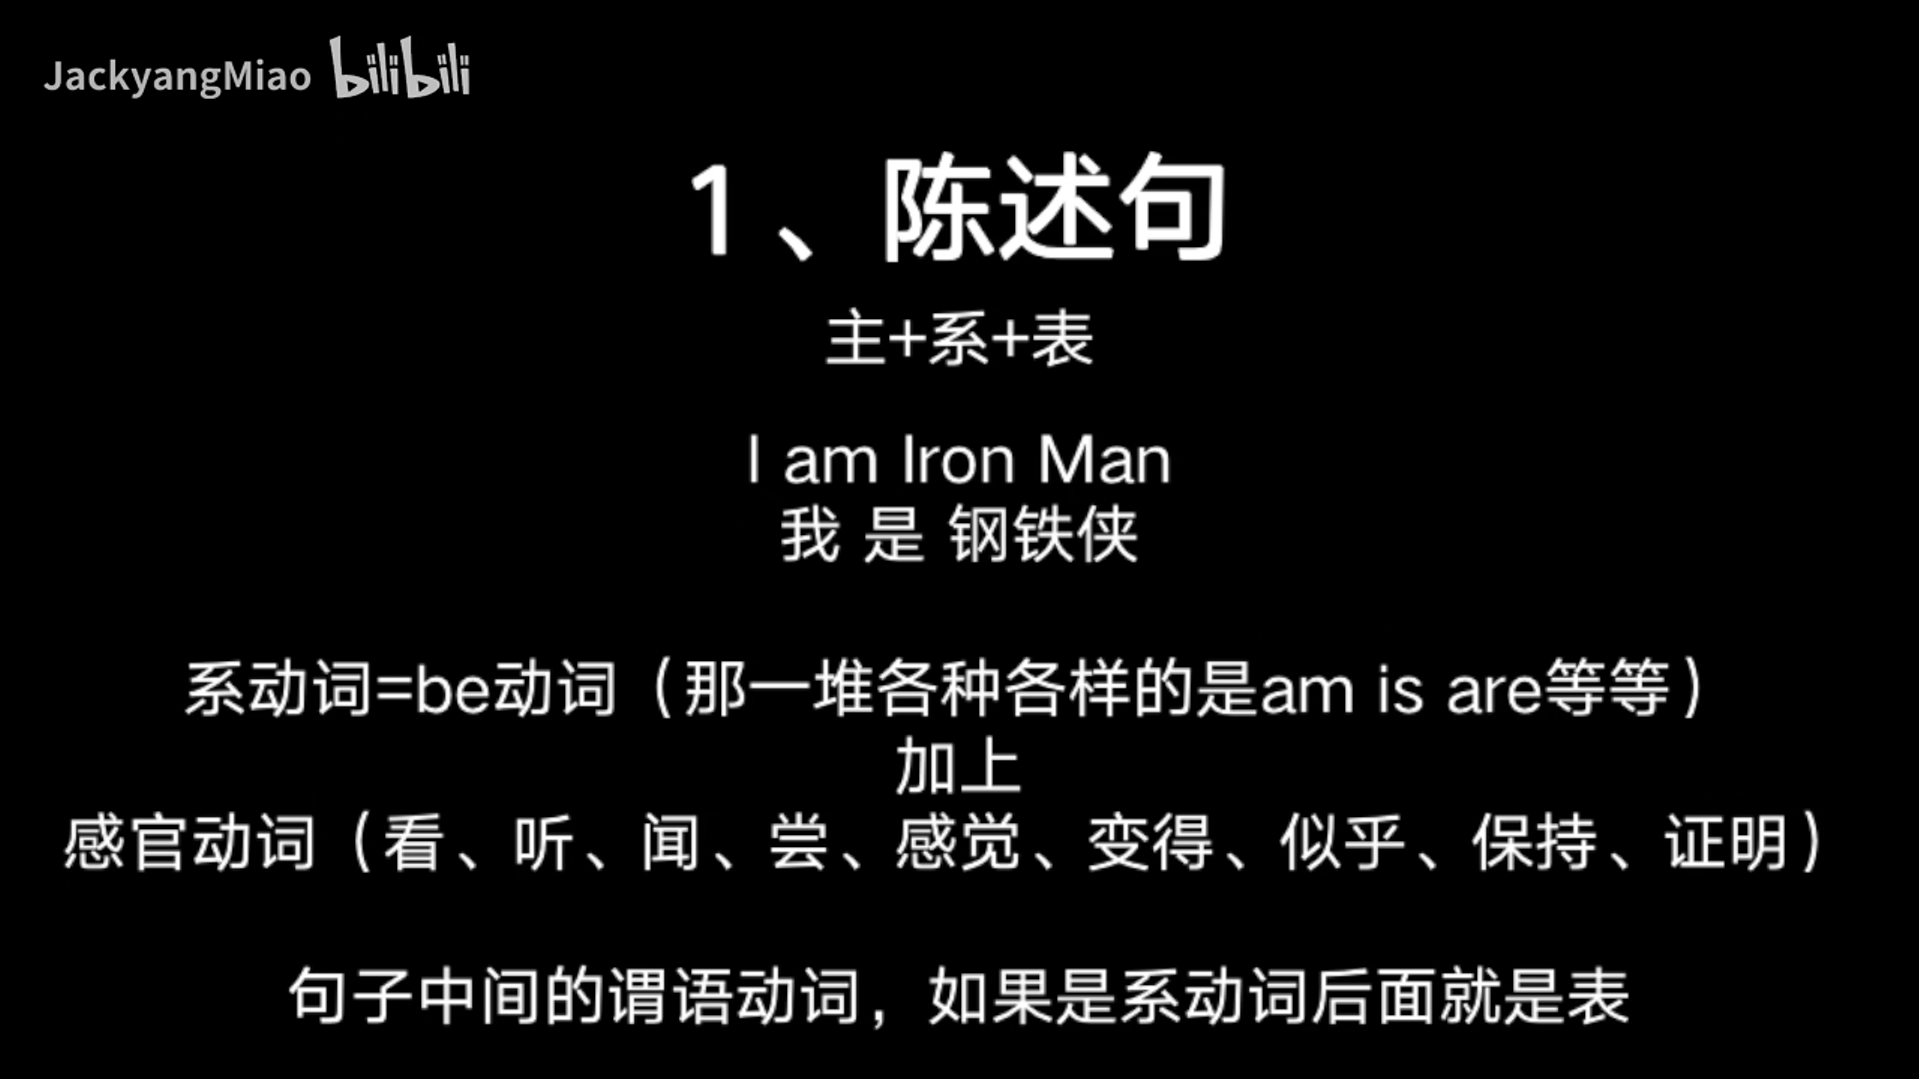 JackyangMiao bilibili
1、陈述句
主+系+表
I am Iron Man
我 是 钢铁侠
系动词=be动词（那一堆各种各样的是am is are等等）
加上
感官动词（看、听、闻、尝、感觉、变得、似乎、保持、证明）
句子中间的谓语动词，如果是系动词后面就是表